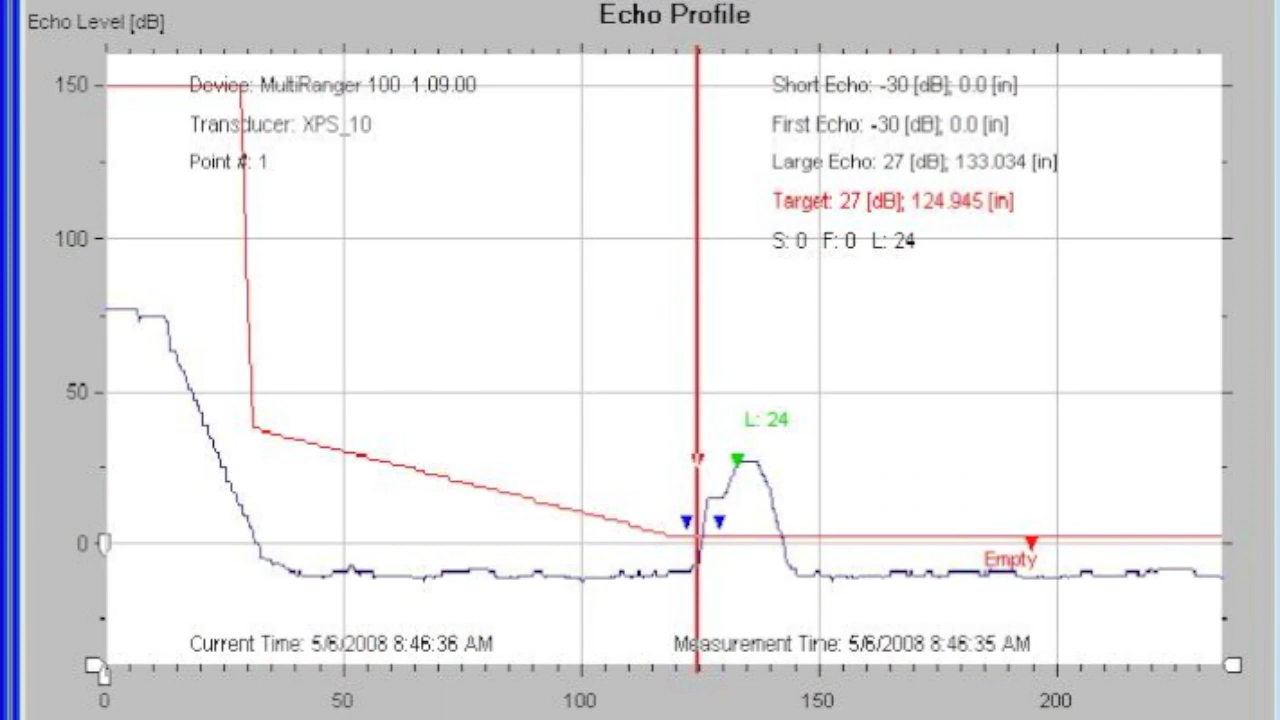 Echo Profile
Echo Level [dB]
150
Device: MultiRanger 100 1.09.00
Short Echo: -30 [dB]; 0.0 [in]
Transducer: XPS_10
First Echo: -30 [dB]; 0.0 [in]
Point #: 1
Large Echo: 27 [dB]; 133.034 [in]
Target: 27 [dB]; 124.945 [in]
100
S: 0 F: 0 L: 24
50
L: 24
0
Empty
Current Time: 5/6/2008 8:46:36 AM
Measurement Time: 5/6/2008 8:46:35 AM
0 50 100 150 200